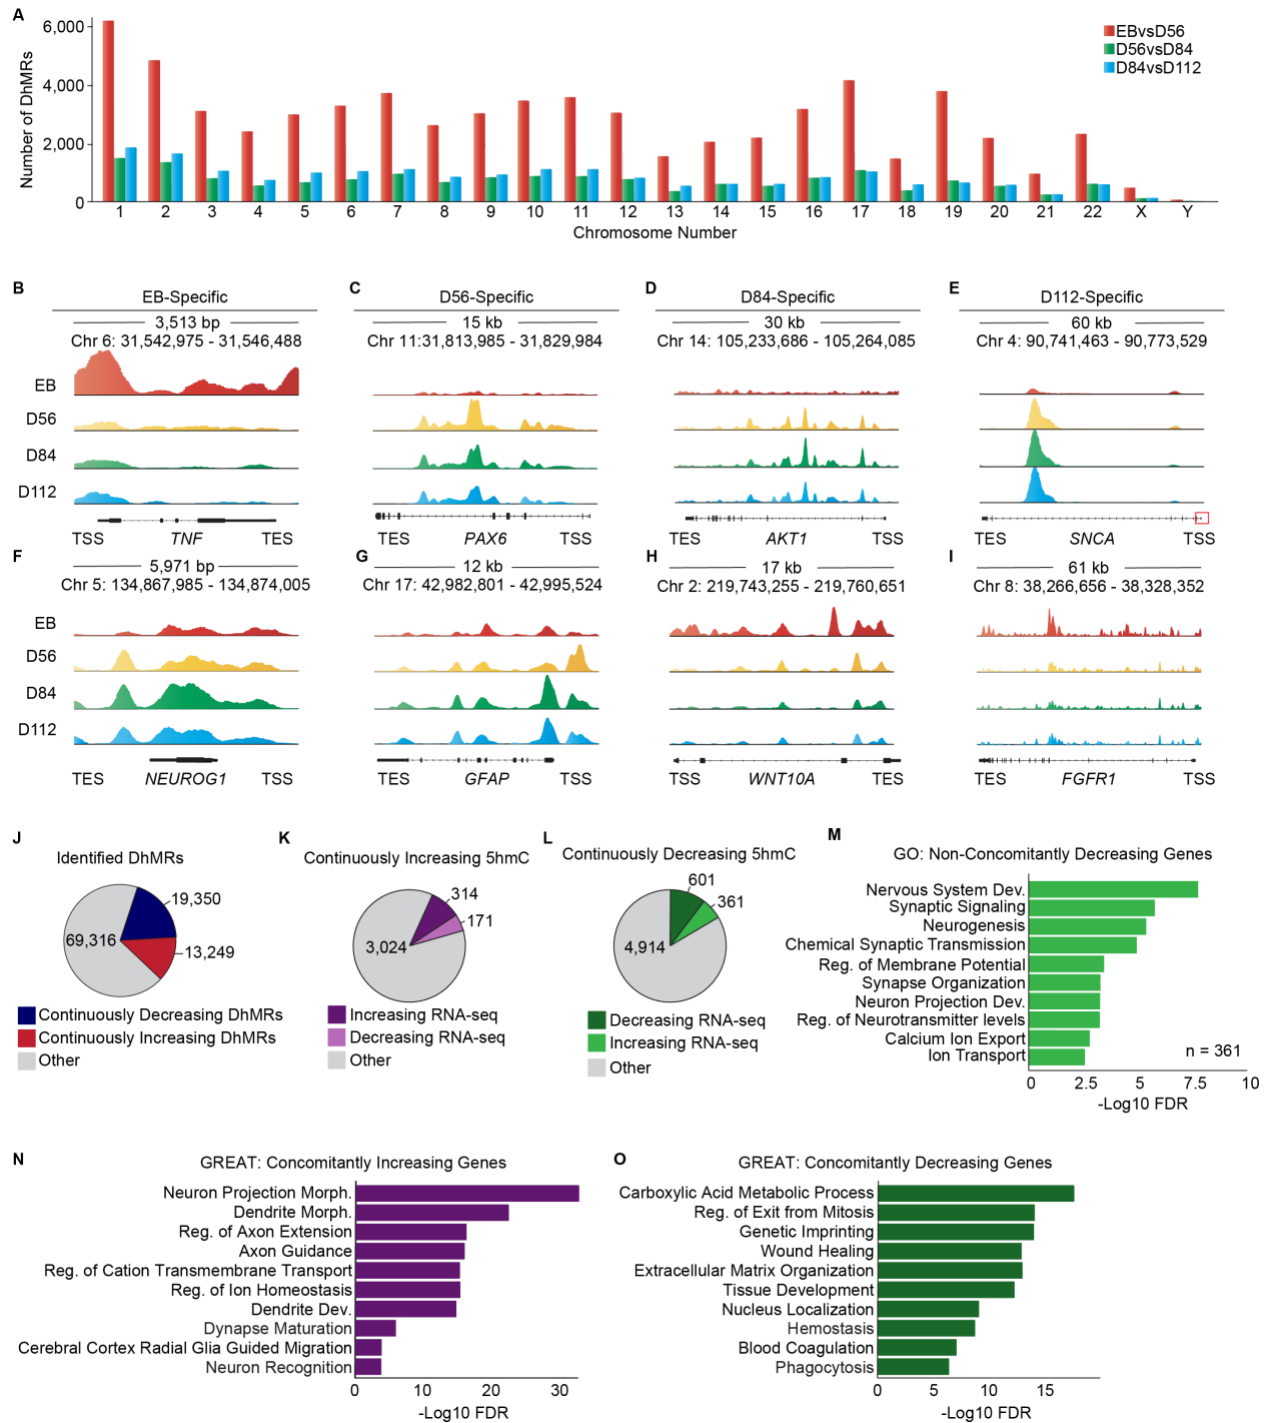 A
6,000
4,000
2,000
0
Number of DhMRs
EBvsD56
D56vsD84
D84vsD112
1 2 3 4 5 6 7 8 9 10 11 12 13 14 15 16 17 18 19 20 21 22 X Y
Chromosome Number
B
EB-Specific
3,513 bp
Chr 6: 31,542,975 - 31,546,488
EB
D56
D84
D112
TSS TNF TES
C
D56-Specific
15 kb
Chr 11:31,813,985 - 31,829,984
TES PAX6 TSS
D
D84-Specific
30 kb
Chr 14: 105,233,686 - 105,264,085
TES AKT1 TSS
E
D112-Specific
60 kb
Chr 4: 90,741,463 - 90,773,529
TES SNCA TSS
F
5,971 bp
Chr 5: 134,867,985 - 134,874,005
EB
D56
D84
D112
TES NEUROG1 TSS
G
12 kb
Chr 17: 42,982,801 - 42,995,524
TES GFAP TSS
H
17 kb
Chr 2: 219,743,255 - 219,760,651
TSS WNT10A TES
I
61 kb
Chr 8: 38,266,656 - 38,328,352
TES FGFR1 TSS
J
Identified DhMRs
19,350
69,316
13,249
Continuously Decreasing DhMRs
Continuously Increasing DhMRs
Other
K
Continuously Increasing 5hmC
314
171
3,024
Increasing RNA-seq
Decreasing RNA-seq
Other
L
Continuously Decreasing 5hmC
601
361
4,914
Decreasing RNA-seq
Increasing RNA-seq
Other
M
GO: Non-Concomitantly Decreasing Genes
Nervous System Dev.
Synaptic Signaling
Neurogenesis
Chemical Synaptic Transmission
Reg. of Membrane Potential
Synapse Organization
Neuron Projection Dev.
Reg. of Neurotransmitter levels
Calcium Ion Export
Ion Transport
n = 361
0 2.5 5 7.5 10
-Log10 FDR
N
GREAT: Concomitantly Increasing Genes
Neuron Projection Morph.
Dendrite Morph.
Reg. of Axon Extension
Axon Guidance
Reg. of Cation Transmembrane Transport
Reg. of Ion Homeostasis
Dendrite Dev.
Dynapse Maturation
Cerebral Cortex Radial Glia Guided Migration
Neuron Recognition
0 10 20 30
-Log10 FDR
O
GREAT: Concomitantly Decreasing Genes
Carboxylic Acid Metabolic Process
Reg. of Exit from Mitosis
Genetic Imprinting
Wound Healing
Extracellular Matrix Organization
Tissue Development
Nucleus Localization
Hemostasis
Blood Coagulation
Phagocytosis
0 5 10 15
-Log10 FDR